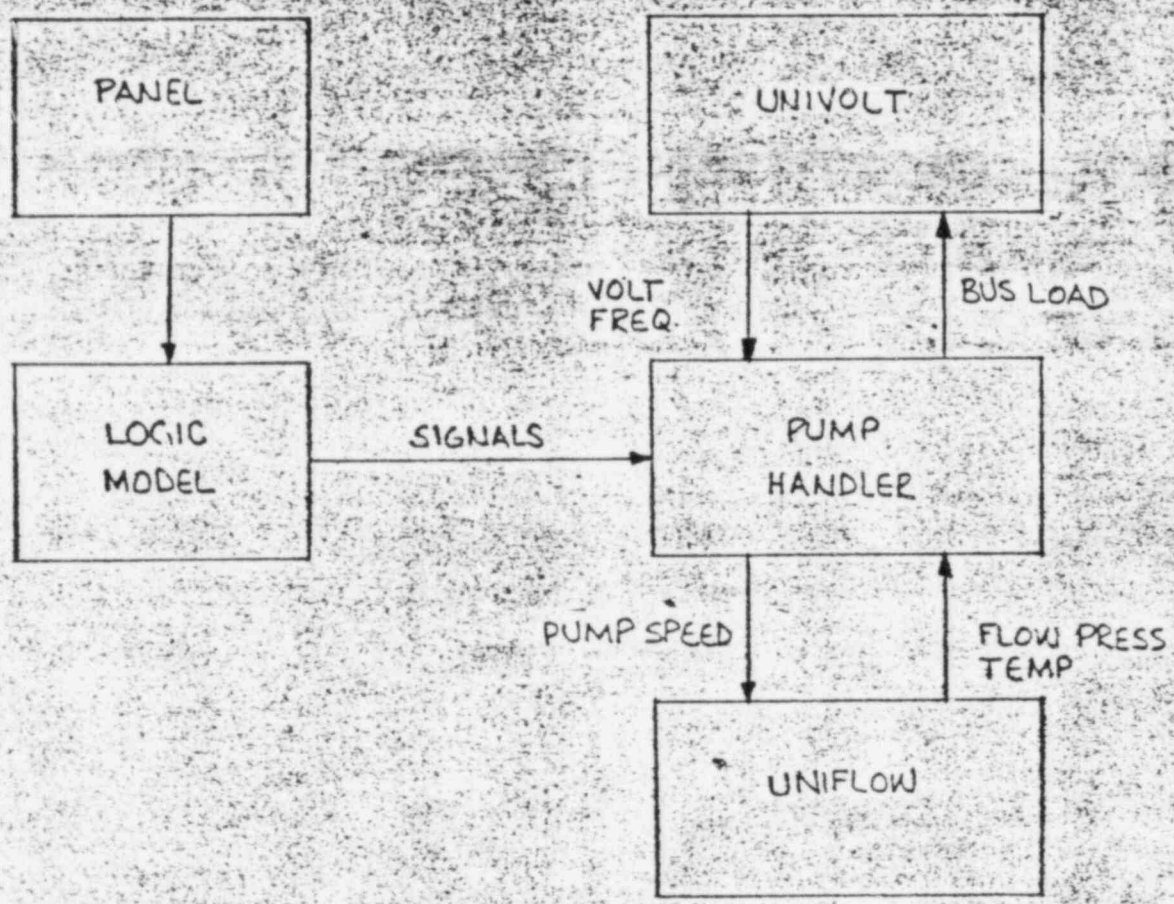 PANEL
UNIVOLT
VOLT
FREQ.
BUS LOAD
LOGIC
MODEL
SIGNALS
PUMP
HANDLER
PUMP SPEED
FLOW PRESS
TEMP
UNIFLOW